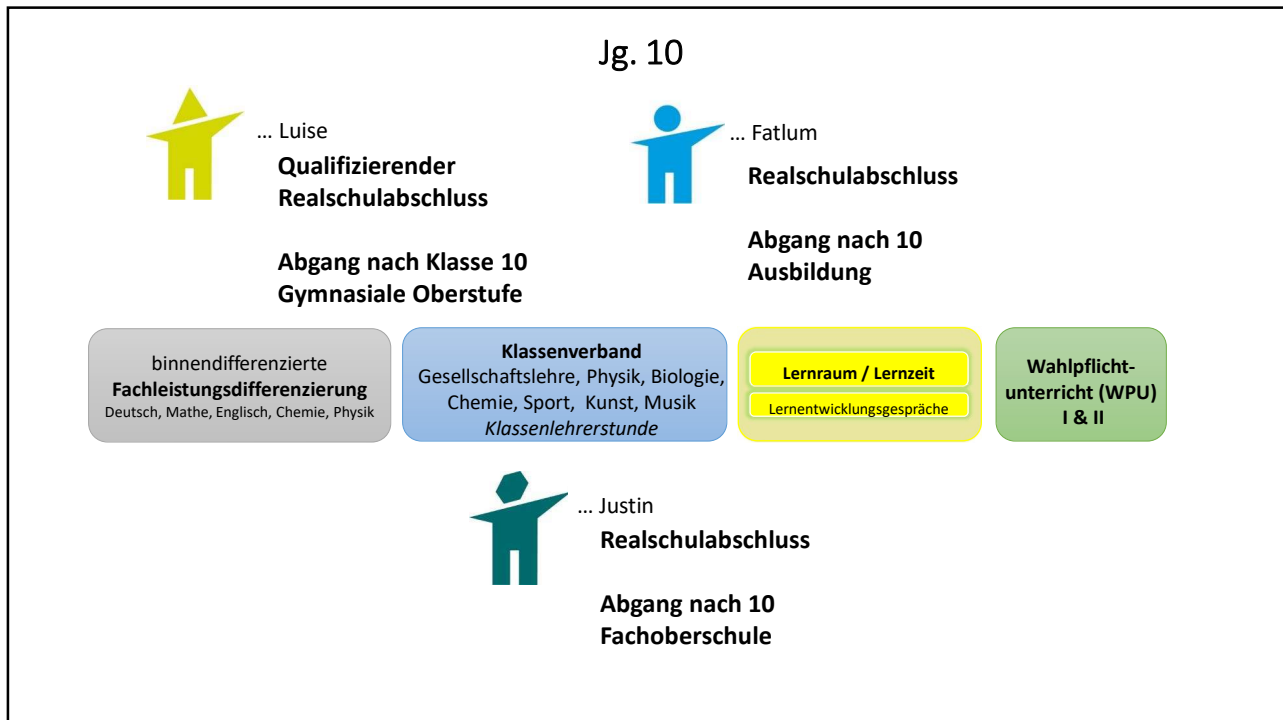 Jg. 10
... Luise
Qualifizierender
Realschulabschluss
Abgang nach Klasse 10
Gymnasiale Oberstufe
... Fatlum
Realschulabschluss
Abgang nach 10
Ausbildung
binnendifferenzierte
Fachleistungsdifferenzierung
Deutsch, Mathe, Englisch, Chemie, Physik
Klassenverband
Gesellschaftslehre, Physik, Biologie,
Chemie, Sport, Kunst, Musik
Klassenlehrerstunde
Lernraum / Lernzeit
Lernentwicklungsgespräche
Wahlpflicht-
unterricht (WPU)
I & II
... Justin
Realschulabschluss
Abgang nach 10
Fachoberschule